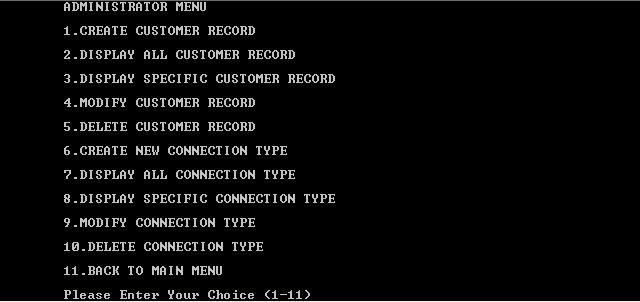 ADMINISTRATOR MENU
1.CREATE CUSTOMER RECORD
2.DISPLAY ALL CUSTOMER RECORD
3.DISPLAY SPECIFIC CUSTOMER RECORD
4.MODIFY CUSTOMER RECORD
5.DELETE CUSTOMER RECORD
6.CREATE NEW CONNECTION TYPE
7.DISPLAY ALL CONNECTION TYPE
8.DISPLAY SPECIFIC CONNECTION TYPE
9.MODIFY CONNECTION TYPE
10.DELETE CONNECTION TYPE
11.BACK TO MAIN MENU
Please Enter Your Choice (1-11)